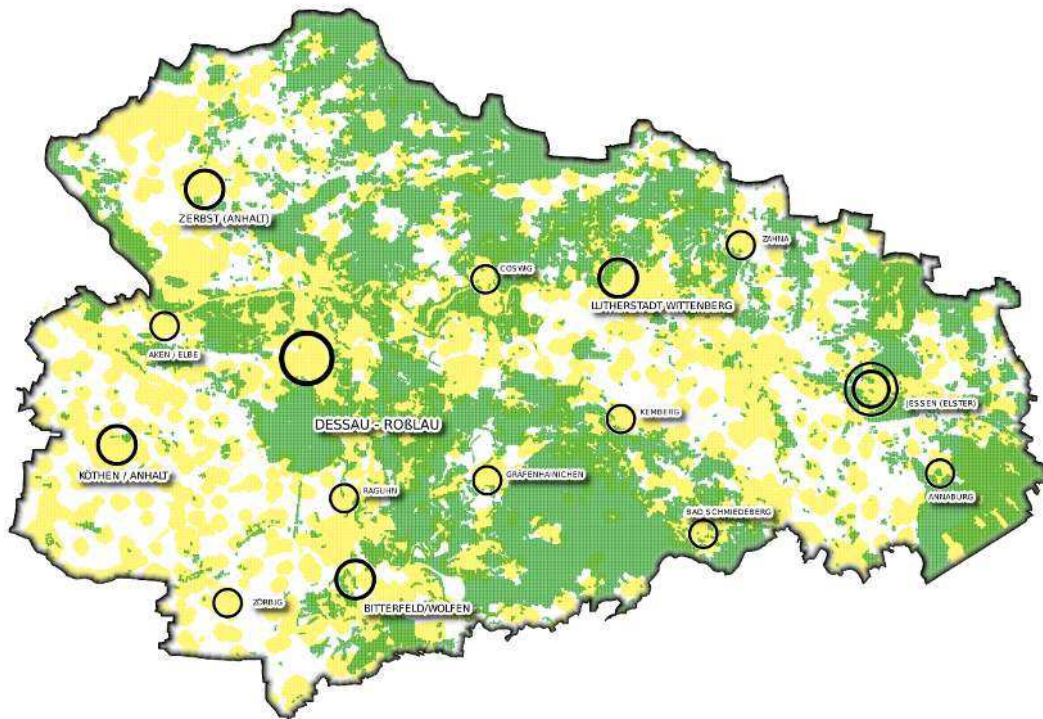 ZERBST (ANHALT)
ZAHNA
COSWIG
LUTHERSTADT WITTENBERG
AKEN / ELBE
JESSEN (ELSTER)
KEMBERG
DESSAU - ROẞLAU
KÖTHEN / ANHALT
GRÄFENHAINICHEN
RAGUHN
ANNABURG
BAD SCHMIEDEBERG
ZÖRBIG
BITTERFELD/WOLFEN